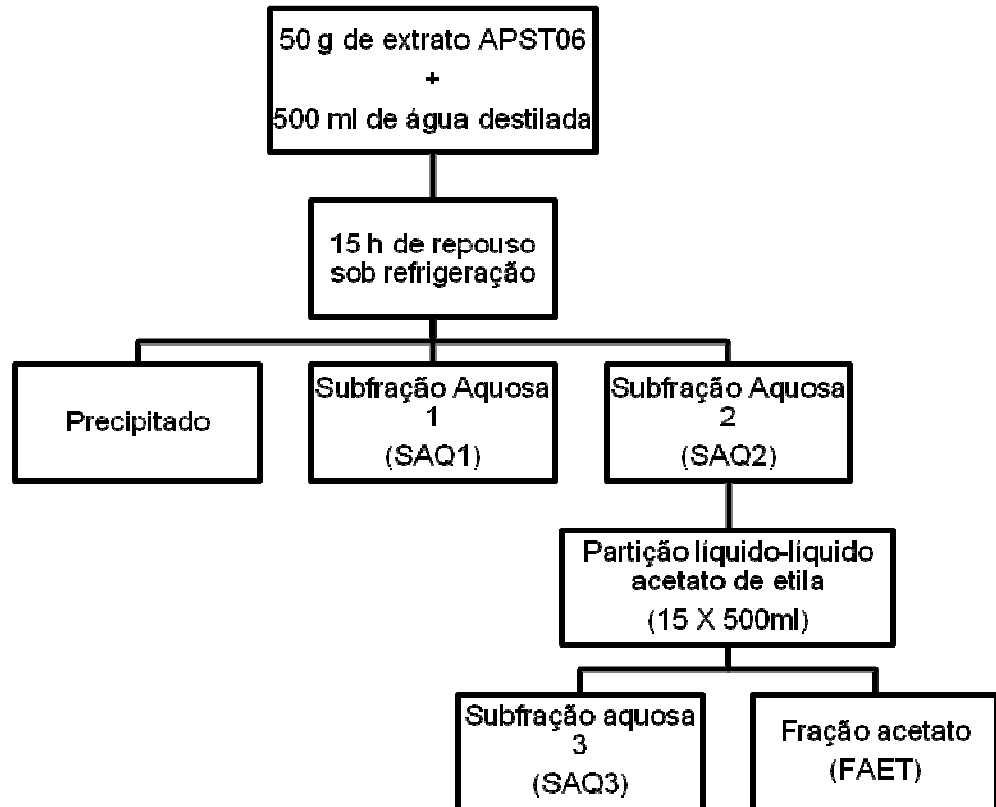 50 g de extrato APST06
+
500 ml de água destilada
15 h de repouso
sob refrigeração
Precipitado
Subfração Aquosa
1
(SAQ1)
Subfração Aquosa
2
(SAQ2)
Partição líquido-líquido
acetato de etila
(15 X 500ml)
Subfração aquosa
3
(SAQ3)
Fração acetato
(FAET)